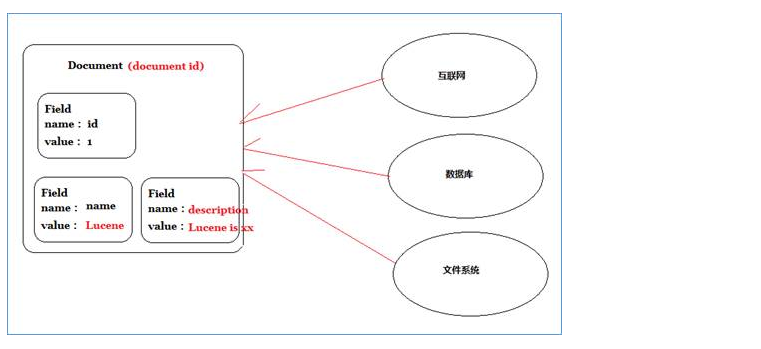 Document (document id)
Field
name： id
value： 1
Field
name： name
value： Lucene
Field
name：description
value：Lucene is xx
互联网
数据库
文件系统